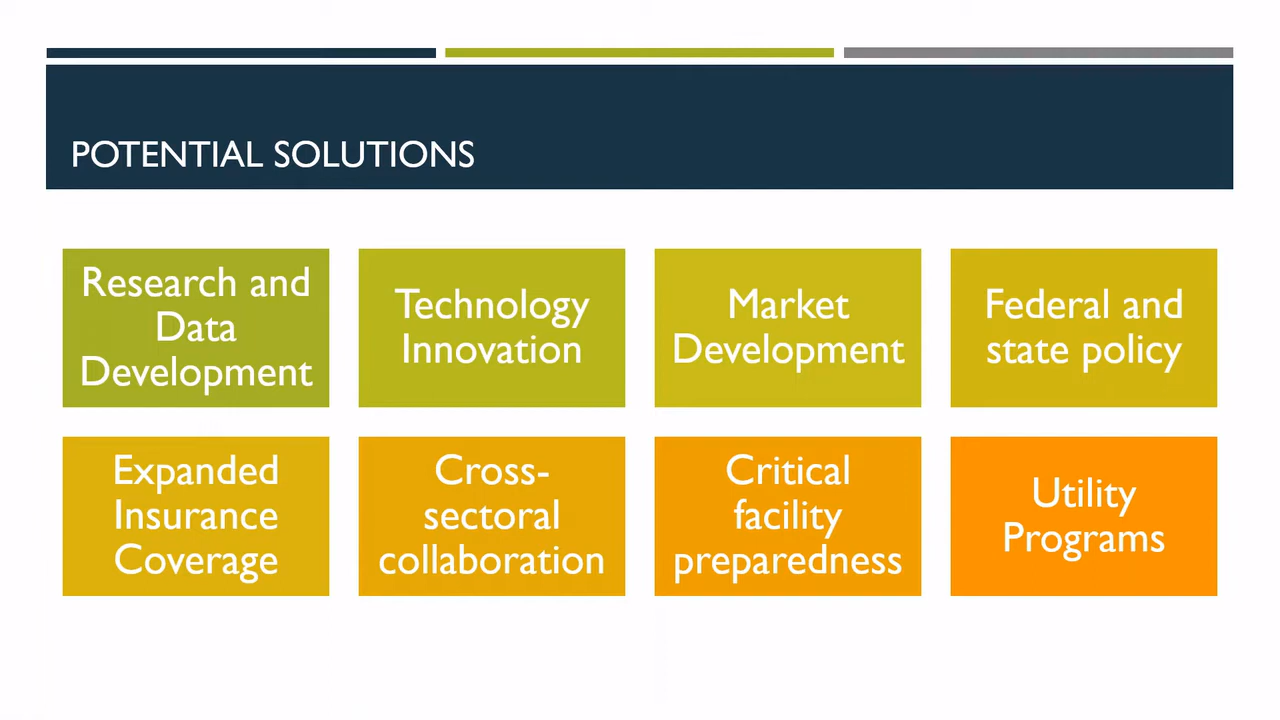 POTENTIAL SOLUTIONS
Research and
Data
Development
Technology
Innovation
Market
Development
Federal and
state policy
Expanded
Insurance
Coverage
Cross-
sectoral
collaboration
Critical
facility
preparedness
Utility
Programs